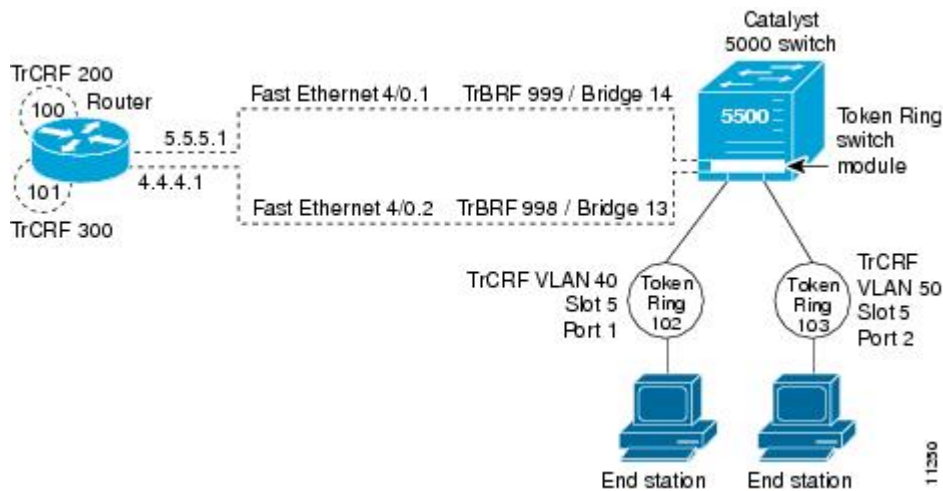 Catalyst
5000 switch
TrCRF 200
100
Router
Fast Ethernet 4/0.1
TrBRF 999 / Bridge 14
5500
Token Ring
switch
module
5.5.5.1
101
4.4.4.1
TrCRF 300
Fast Ethernet 4/0.2
TrBRF 998 / Bridge 13
TrCRF VLAN 40
Slot 5
Port 1
Token
Ring
102
Token
Ring
103
TrCRF
VLAN 50
Slot 5
Port 2
End station
End station
11250